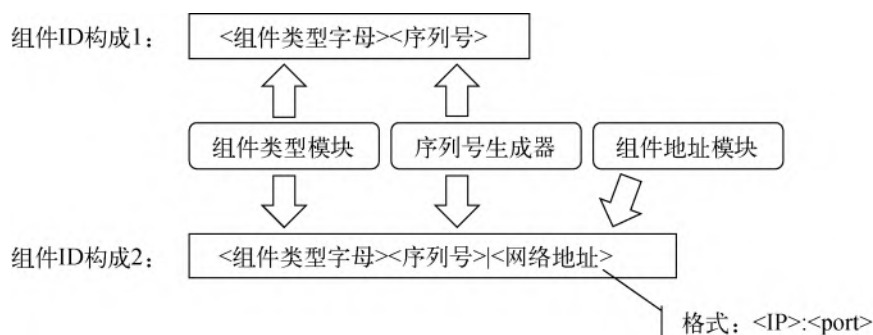 组件ID构成1：
<组件类型字母><序列号>
组件类型模块
序列号生成器
组件地址模块
组件ID构成2：
<组件类型字母><序列号>|<网络地址>
格式：<IP>:<port>